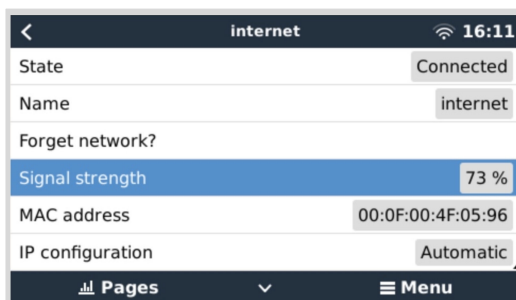 internet 16:11
State Connected
Name internet
Forget network?
Signal strength 73 %
MAC address 00:0F:00:4F:05:96
IP configuration Automatic
Pages Menu